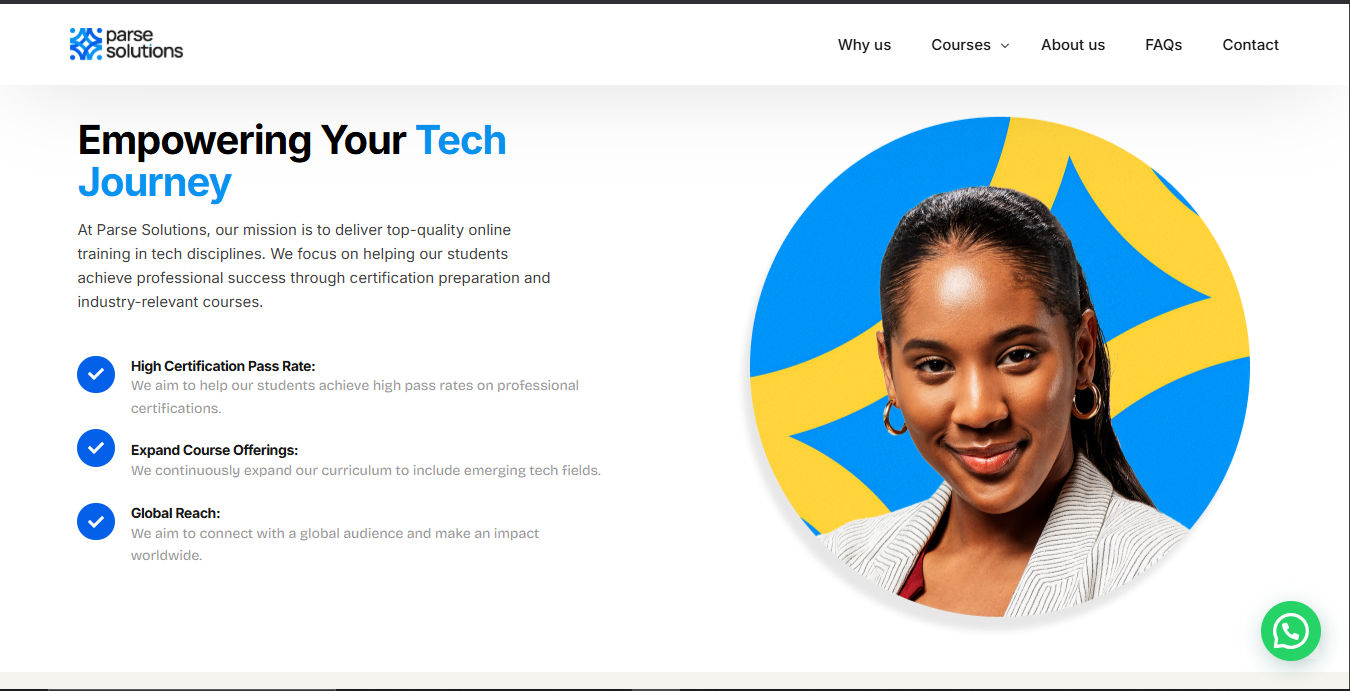 parse
solutions
Why us
Courses
About us
FAQs
Contact
Empowering Your Tech
Journey
At Parse Solutions, our mission is to deliver top-quality online
training in tech disciplines. We focus on helping our students
achieve professional success through certification preparation and
industry-relevant courses.
High Certification Pass Rate:
We aim to help our students achieve high pass rates on professional
certifications.
Expand Course Offerings:
We continuously expand our curriculum to include emerging tech fields.
Global Reach:
We aim to connect with a global audience and make an impact
worldwide.